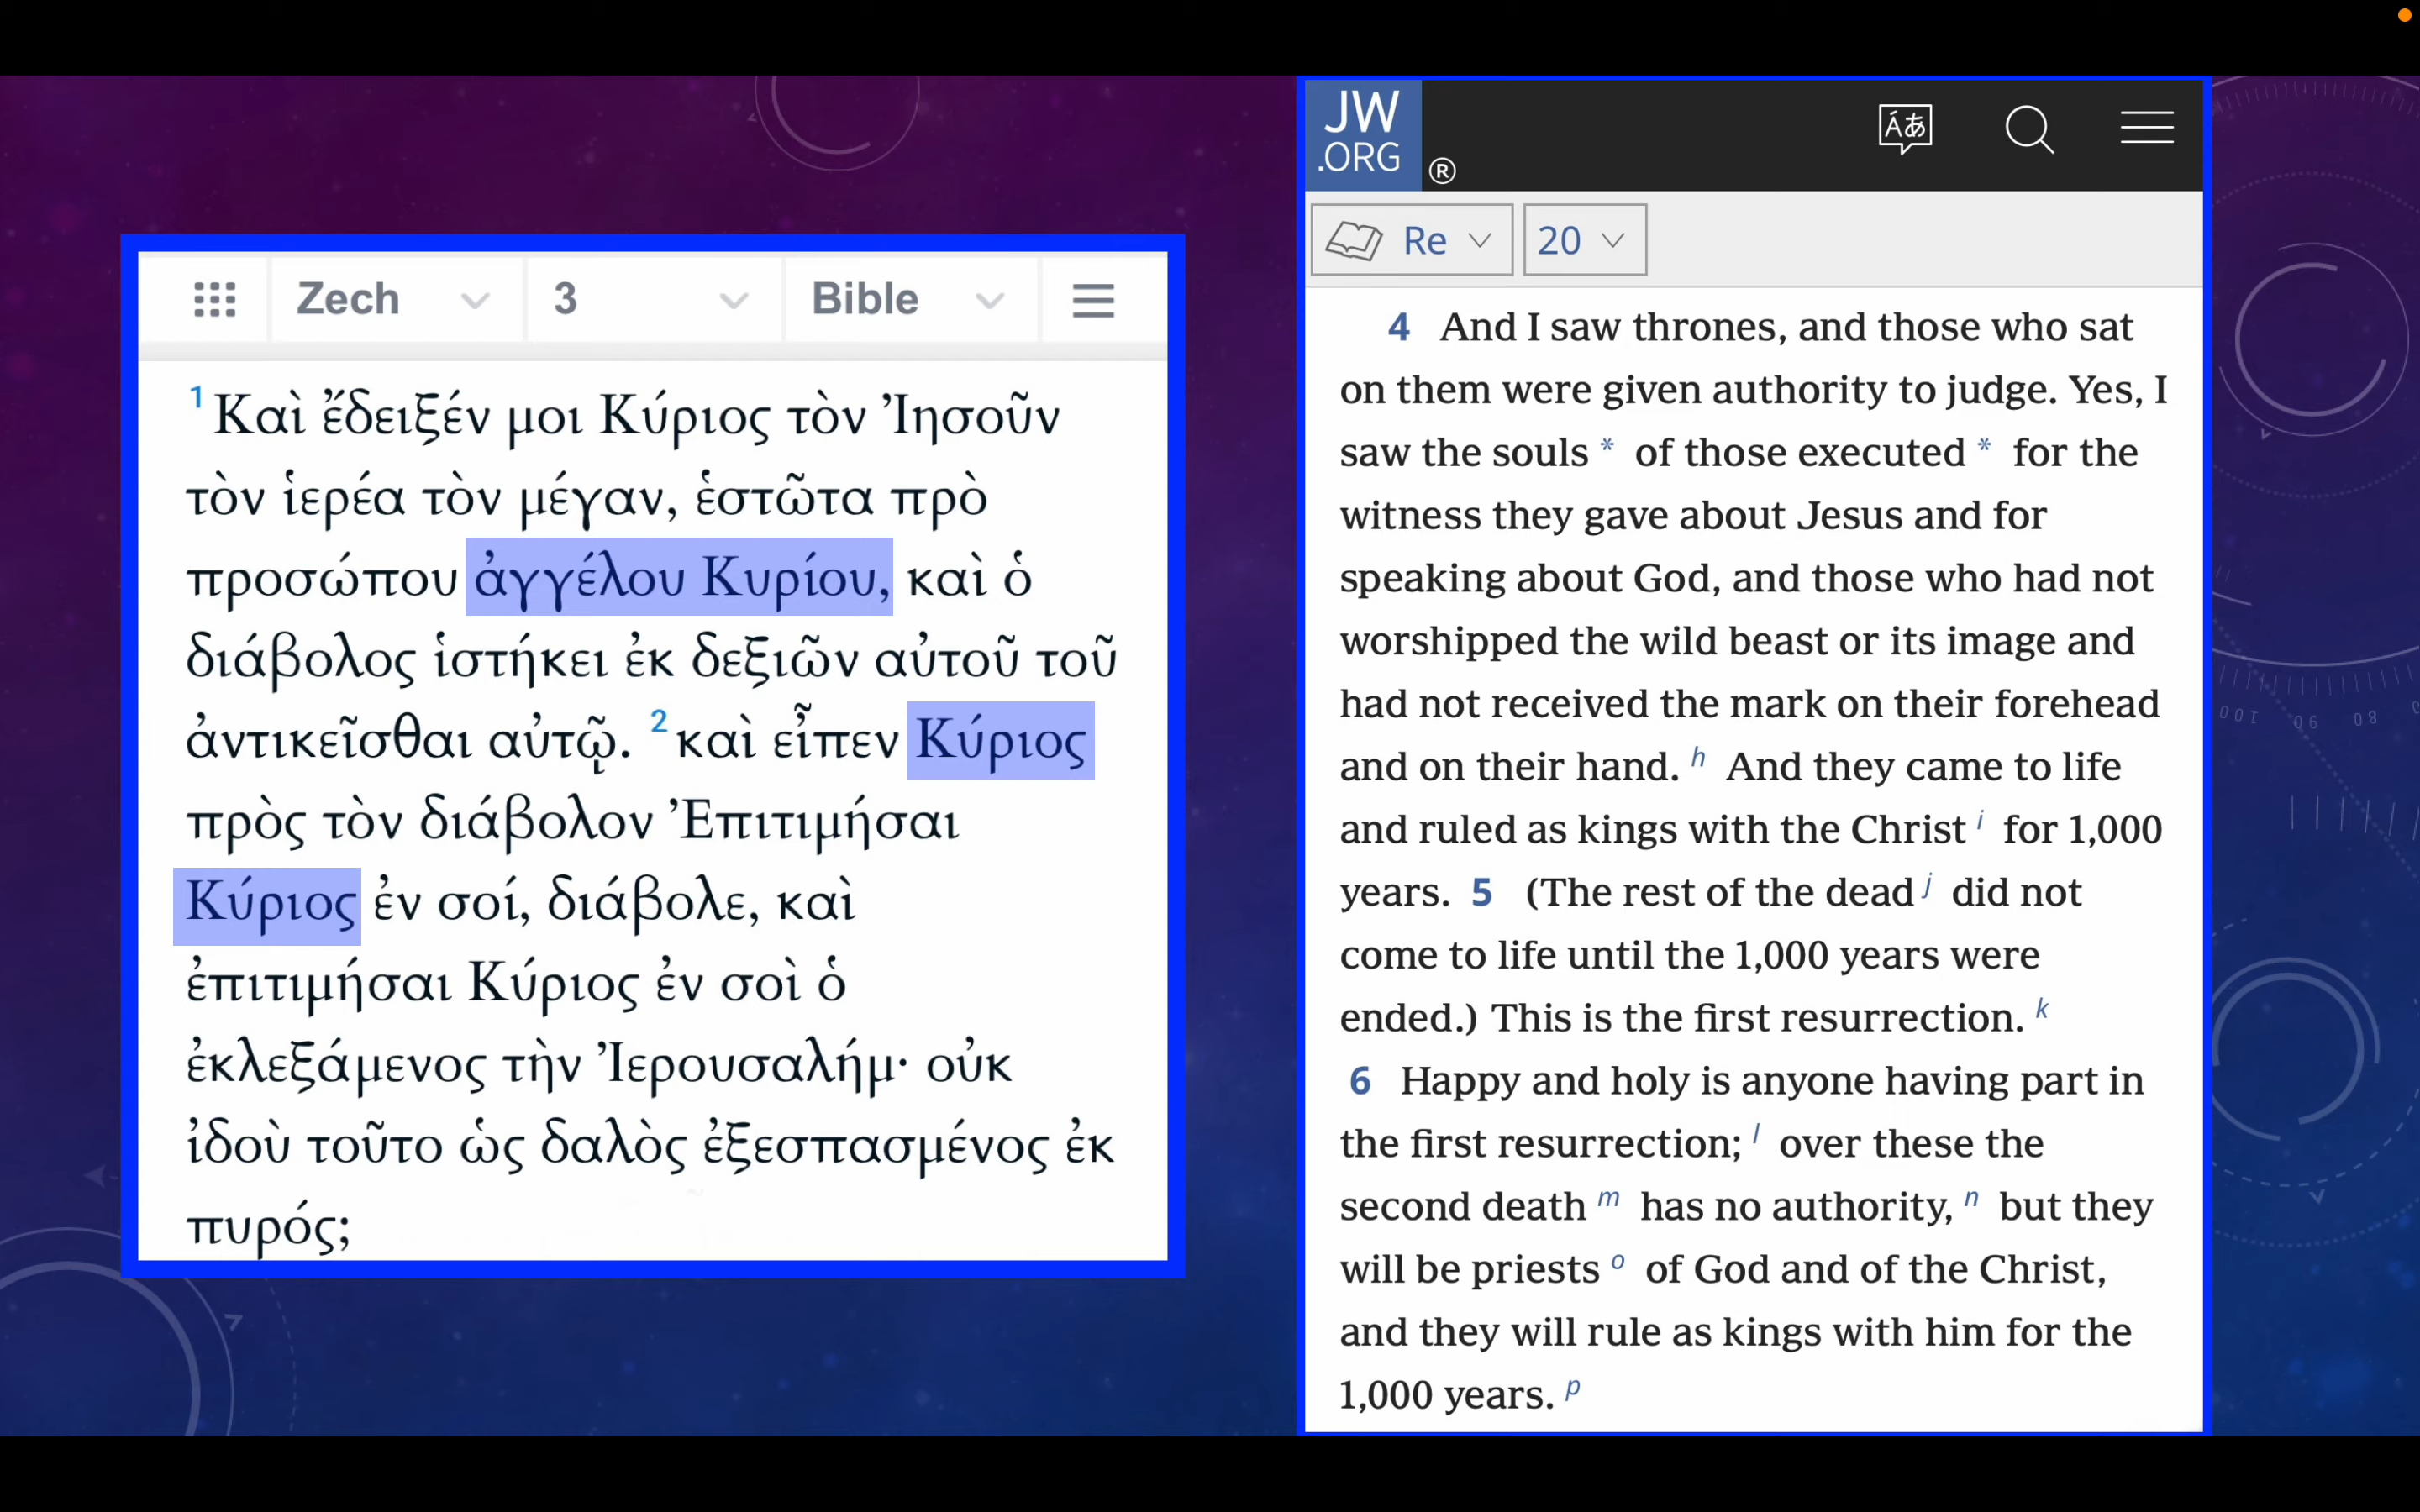 Zech 3 Bible
1 Καὶ ἔδειξέν μοι Κύριος τὸν Ἰησοῦν
τὸν ἱερέα τὸν μέγαν, ἑστῶτα πρὸ
προσώπου ἀγγέλου Κυρίου, καὶ ὁ
διάβολος ἱστήκει ἐκ δεξιῶν αὐτοῦ τοῦ
ἀντικεῖσθαι αὐτῷ. 2 καὶ εἶπεν Κύριος
πρὸς τὸν διάβολον Ἐπιτιμήσαι
Κύριος ἐν σοί, διάβολε, καὶ
ἐπιτιμήσαι Κύριος ἐν σοὶ ὁ
ἐκλεξάμενος τὴν Ἰερουσαλήμ· οὐκ
ἰδοὺ τοῦτο ὡς δαλὸς ἐξεσπασμένος ἐκ
πυρός;
JW
.ORG ®
Áあ
Re 20
4 And I saw thrones, and those who sat
on them were given authority to judge. Yes, I
saw the souls * of those executed * for the
witness they gave about Jesus and for
speaking about God, and those who had not
worshipped the wild beast or its image and
had not received the mark on their forehead
and on their hand. h And they came to life
and ruled as kings with the Christ i for 1,000
years. 5 (The rest of the dead j did not
come to life until the 1,000 years were
ended.) This is the first resurrection. k
6 Happy and holy is anyone having part in
the first resurrection; l over these the
second death m has no authority, n but they
will be priests o of God and of the Christ,
and they will rule as kings with him for the
1,000 years. p